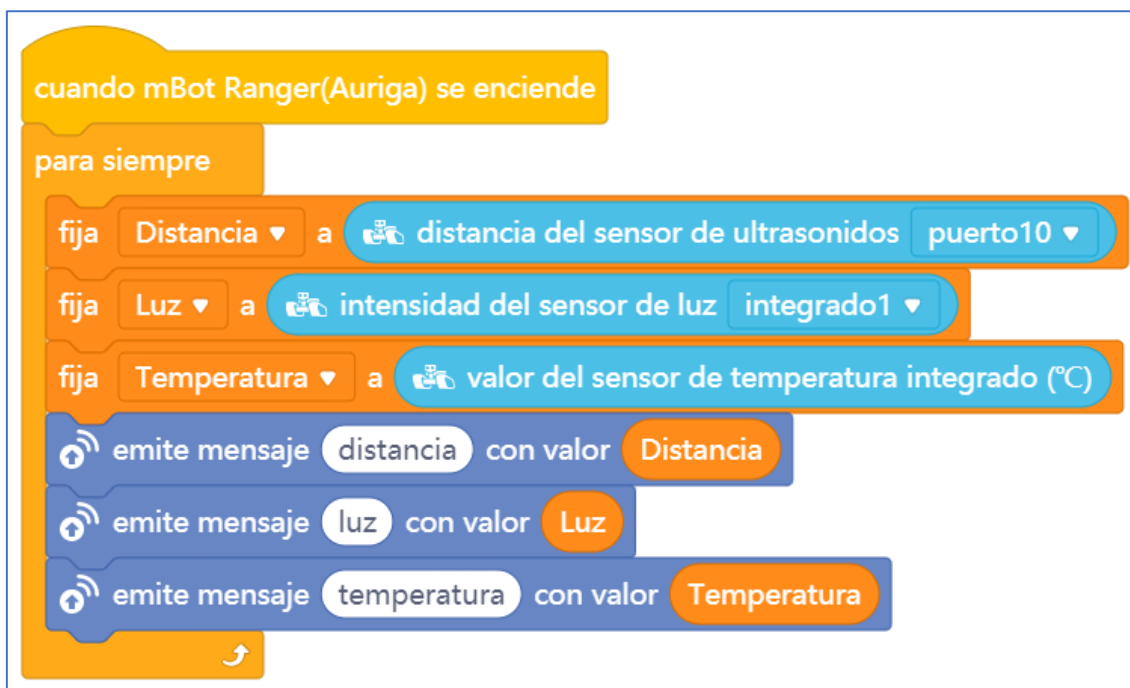 cuando mBot Ranger(Auriga) se enciende
para siempre
fija Distancia a distancia del sensor de ultrasonidos puerto10
fija Luz a intensidad del sensor de luz integrado1
fija Temperatura a valor del sensor de temperatura integrado (℃)
emite mensaje distancia con valor Distancia
emite mensaje luz con valor Luz
emite mensaje temperatura con valor Temperatura